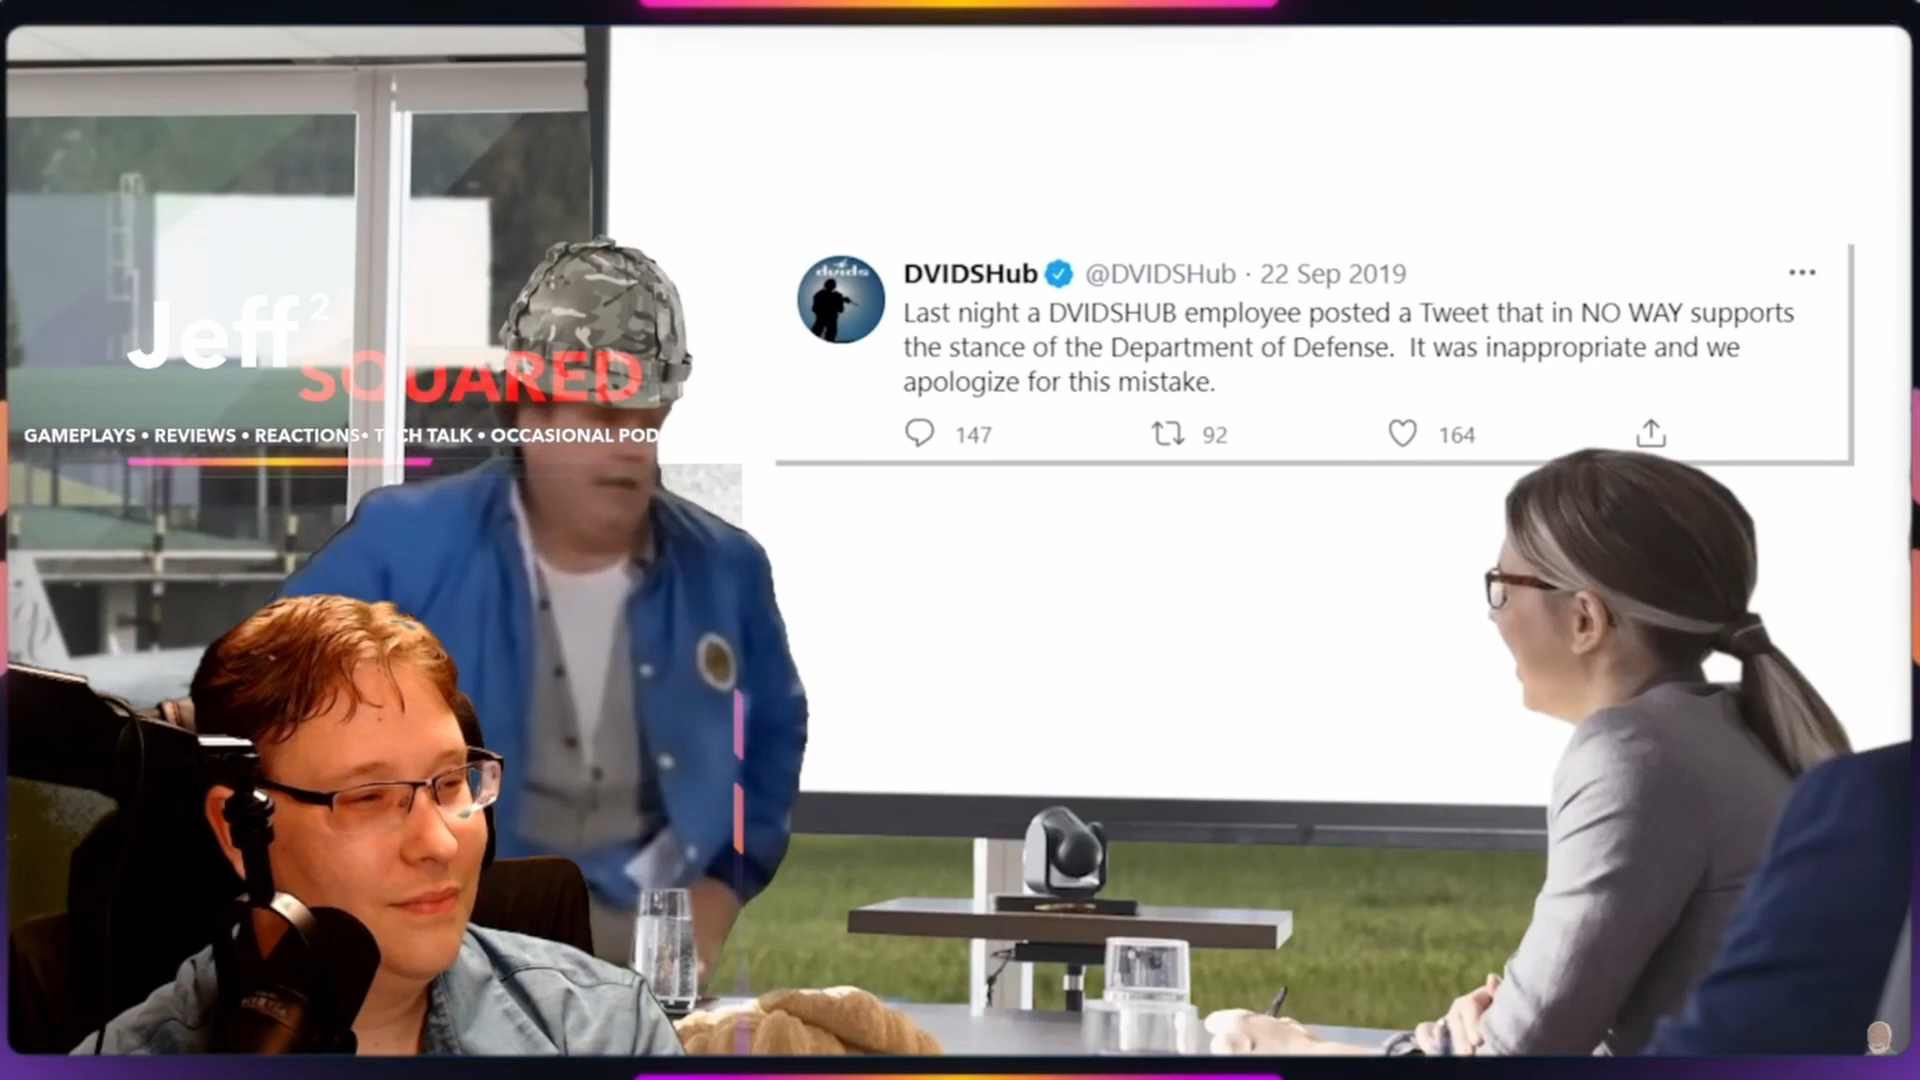 DVIDSHub @DVIDSHub · 22 Sep 2019
Last night a DVIDSHUB employee posted a Tweet that in NO WAY supports
the stance of the Department of Defense.  It was inappropriate and we
apologize for this mistake.
147 92 164
dvids
Jeff²
SQUARED
GAMEPLAYS • REVIEWS • REACTIONS• TECH TALK • OCCASIONAL POD